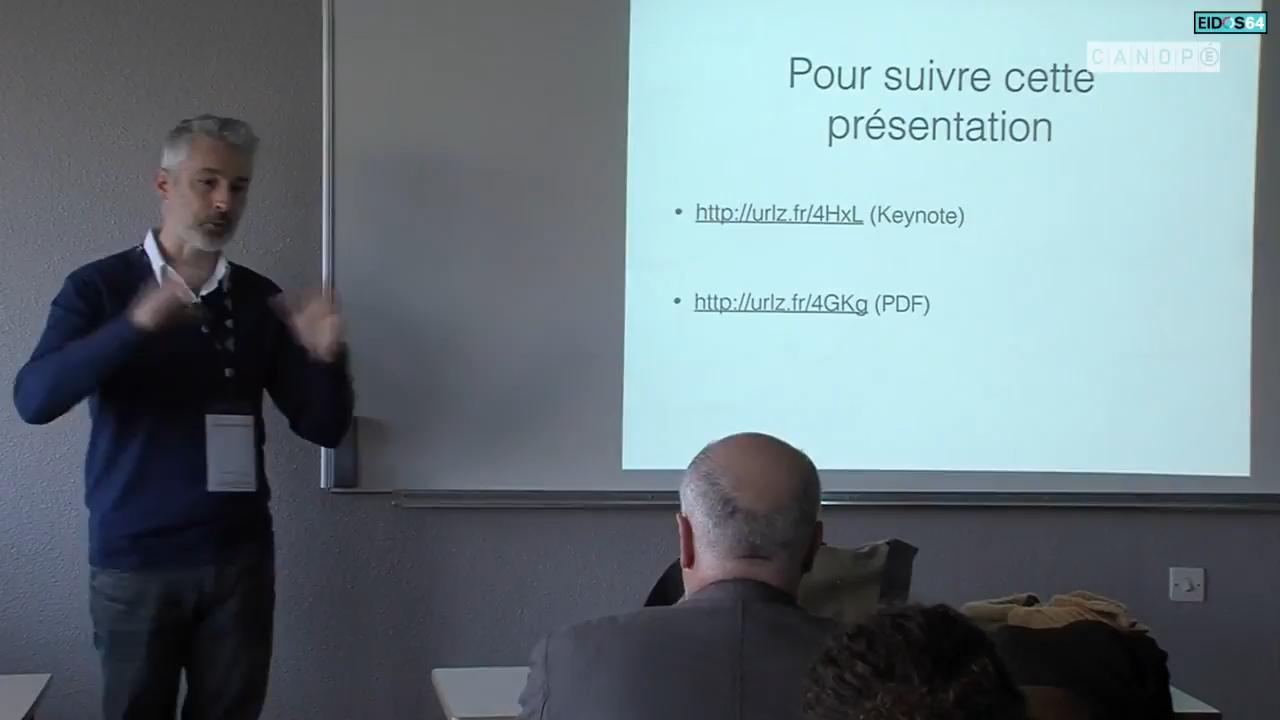 EIDOS64
CANOPÉ
Pour suivre cette
présentation
• http://urlz.fr/4HxL (Keynote)
• http://urlz.fr/4GKg (PDF)